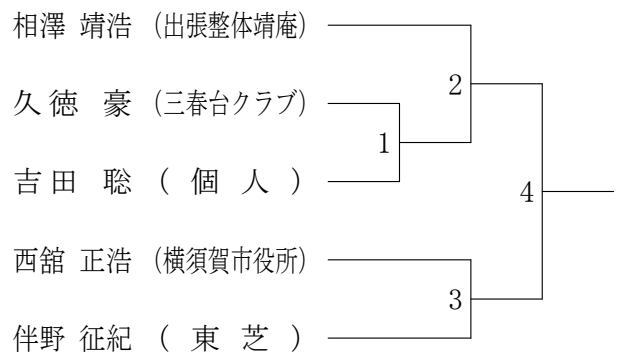 相澤 靖浩 (出張整体靖庵)
2
久徳 豪 (三春台クラブ)
1
吉田 聡 (個人)
4
西舘 正浩 (横須賀市役所)
3
伴野 征紀 (東芝)